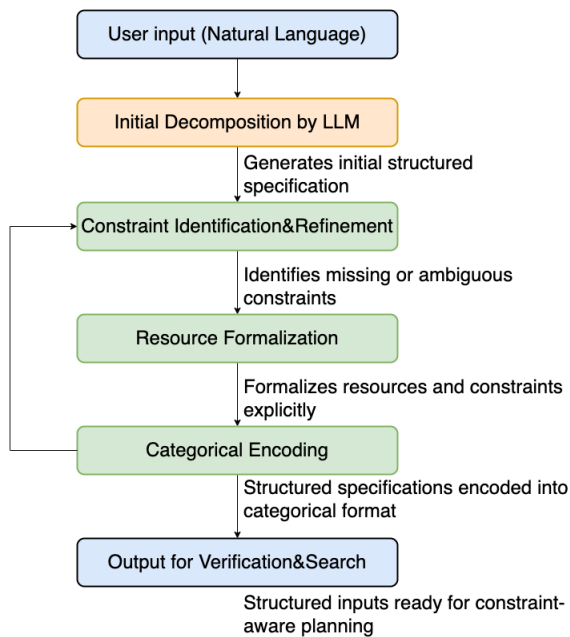 User input (Natural Language)
Initial Decomposition by LLM
Generates initial structured
specification
Constraint Identification&Refinement
Identifies missing or ambiguous
constraints
Resource Formalization
Formalizes resources and constraints
explicitly
Categorical Encoding
Structured specifications encoded into
categorical format
Output for Verification&Search
Structured inputs ready for constraint-
aware planning